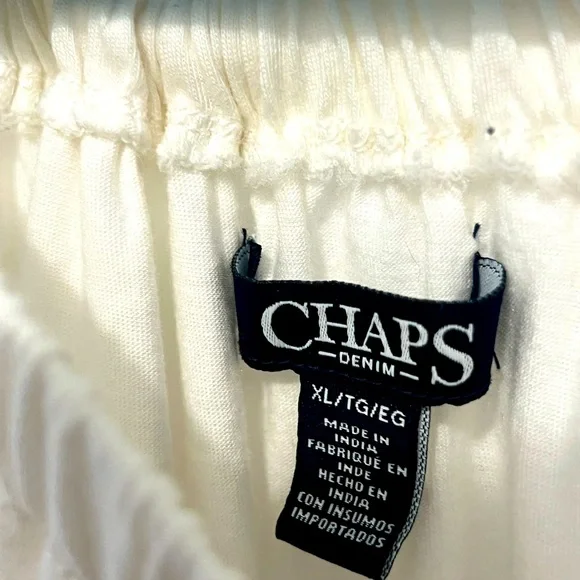 CHAPS
DENIM
XL/TG/EG
MADE IN
INDIA
FABRIQUÉ EN
INDE
HECHO EN
INDIA
CON INSUMOS
IMPORTADOS